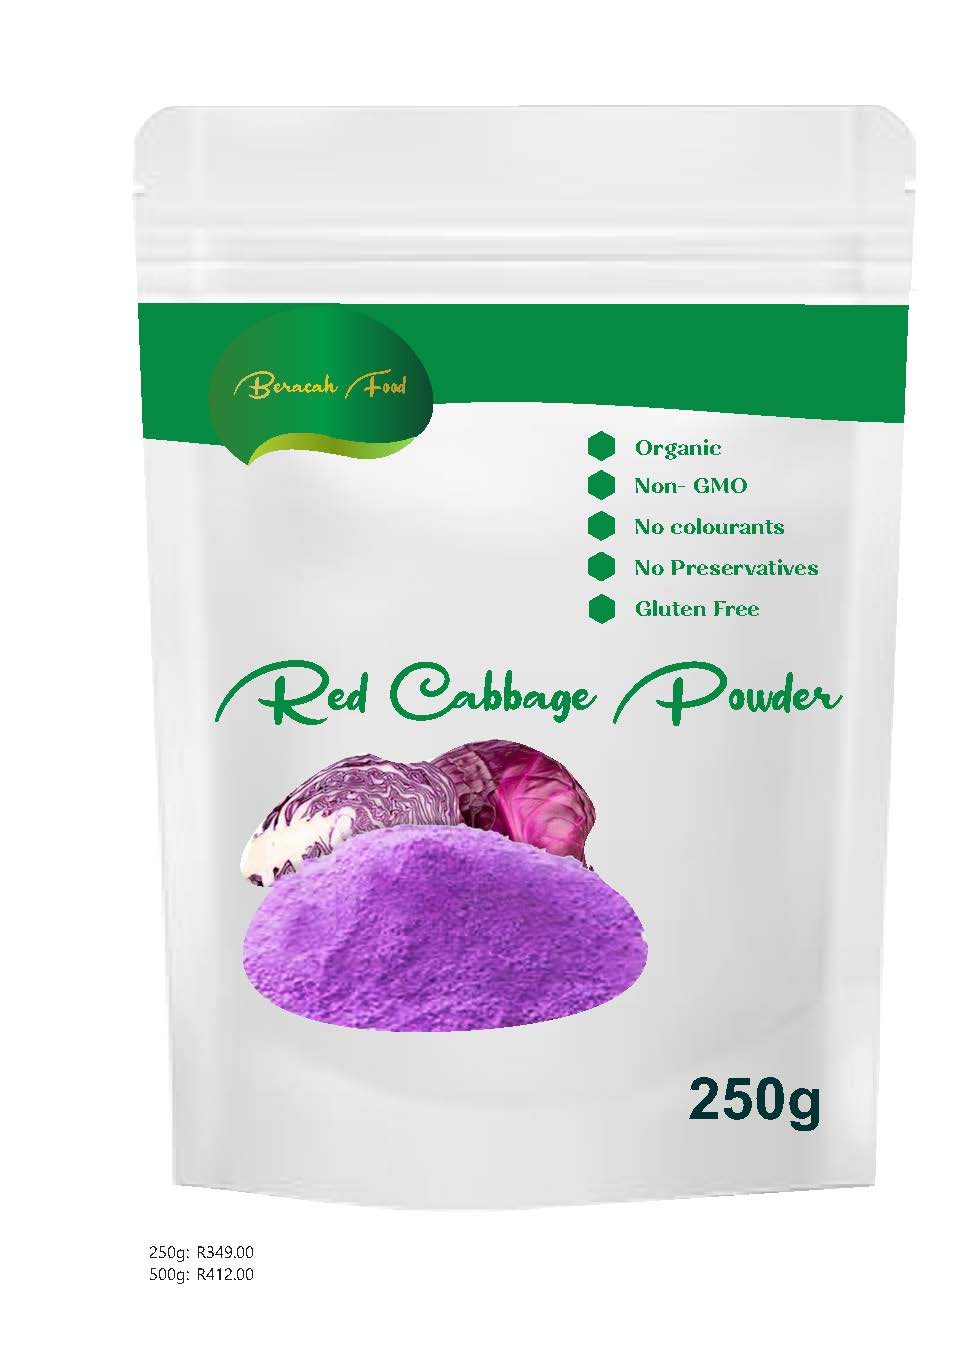 Beracah Food
Organic
Non- GMO
No colourants
No Preservatives
Gluten Free
Red Cabbage Powder
250g
250g: R349.00
500g: R412.00